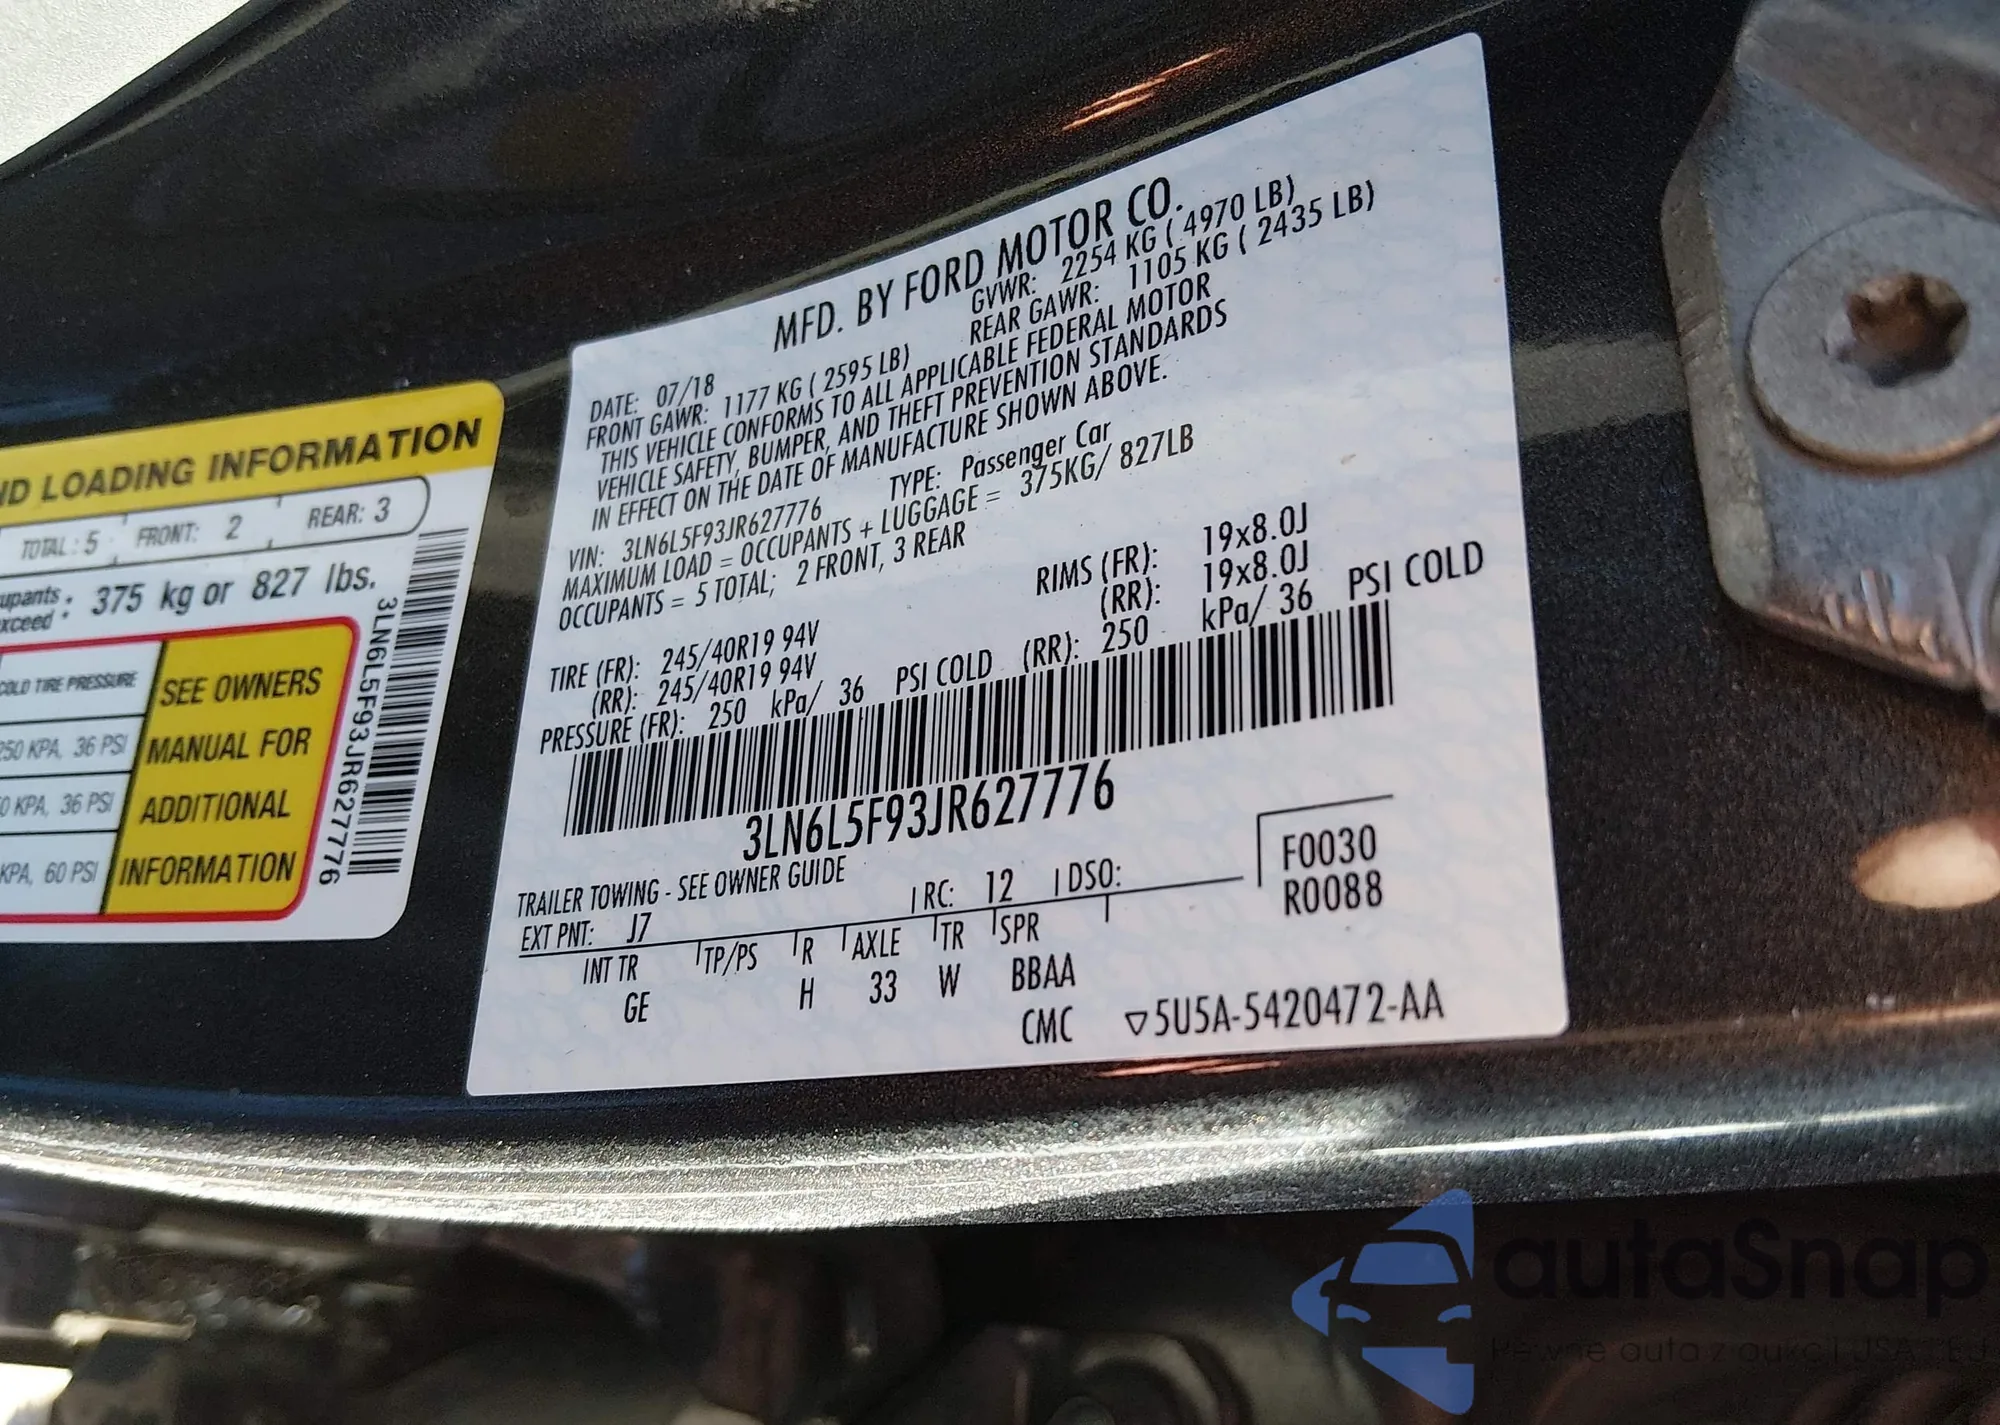 MFD. BY FORD MOTOR CO.
DATE: 07/18 GVWR: 2254 KG ( 4970 LB)
FRONT GAWR: 1177 KG ( 2595 LB) REAR GAWR: 1105 KG ( 2435 LB)
THIS VEHICLE CONFORMS TO ALL APPLICABLE FEDERAL MOTOR
VEHICLE SAFETY, BUMPER, AND THEFT PREVENTION STANDARDS
IN EFFECT ON THE DATE OF MANUFACTURE SHOWN ABOVE.
VIN: 3LN6L5F93JR627776 TYPE: Passenger Car
MAXIMUM LOAD = OCCUPANTS + LUGGAGE = 375KG/ 827LB
OCCUPANTS = 5 TOTAL; 2 FRONT, 3 REAR
RIMS (FR): 19x8.0J
TIRE (FR): 245/40R19 94V (RR): 19x8.0J
(RR): 245/40R19 94V
PRESSURE (FR): 250 kPa/ 36 PSI COLD (RR): 250 kPa/ 36 PSI COLD
3LN6L5F93JR627776
TRAILER TOWING - SEE OWNER GUIDE
F0030
R0088
EXT PNT: J7 RC: 12 DSO:
INT TR TP/PS R AXLE TR SPR
GE H 33 W BBAA
CMC ▽5U5A-5420472-AA
LOADING INFORMATION
TOTAL : 5 FRONT: 2 REAR: 3
375 kg or 827 lbs.
COLD TIRE PRESSURE
250 KPA, 36 PSI
KPA, 36 PSI
KPA, 60 PSI
SEE OWNERS
MANUAL FOR
ADDITIONAL
INFORMATION
3LN6L5F93JR627776
autaSnap